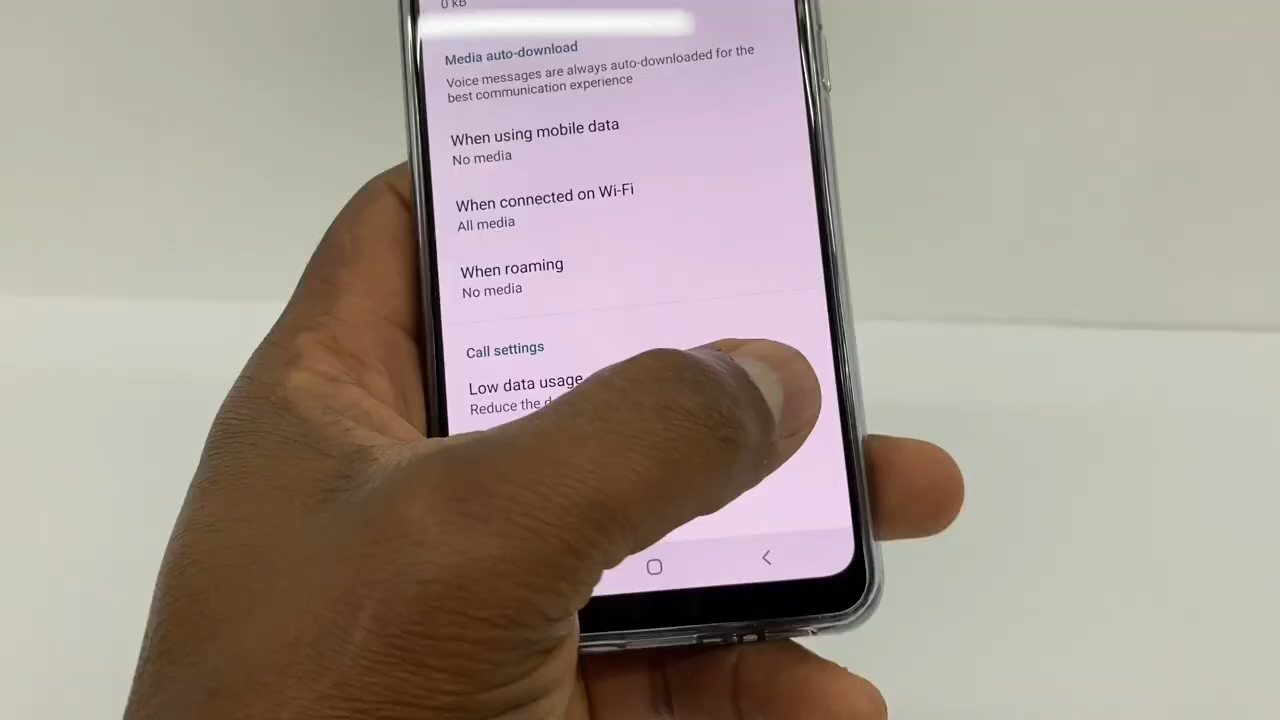 0 kB
Media auto-download
Voice messages are always auto-downloaded for the
best communication experience
When using mobile data
No media
When connected on Wi-Fi
All media
When roaming
No media
Call settings
Low data usage
Reduce the